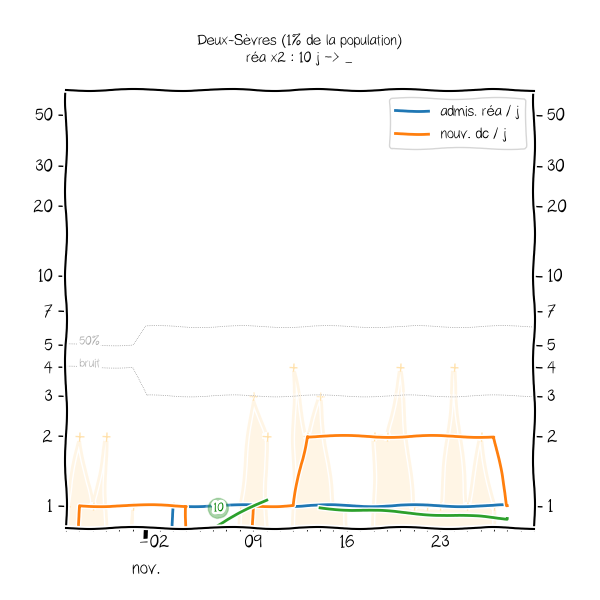 Deux-Sèvres (1% de la population)
réa x2 : 10 j -> _
admis. réa / j
nouv. dc / j
50 50
30 30
20 20
10 10
7 7
5 50% 5
4 bruit 4
3 3
2 2
1 10 1
02 09 16 23
nov.